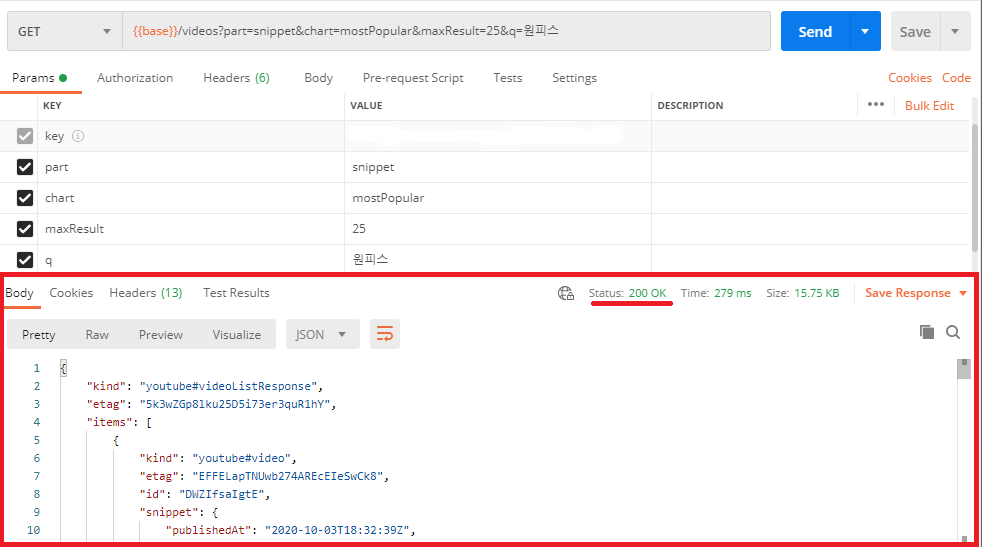 GET {{base}}/videos?part=snippet&chart=mostPopular&maxResult=25&q=원피스 Send Save
Params Authorization Headers (6) Body Pre-request Script Tests Settings Cookies Code
KEY VALUE DESCRIPTION ••• Bulk Edit
key
part snippet
chart mostPopular
maxResult 25
q 원피스
Body Cookies Headers (13) Test Results Status: 200 OK Time: 279 ms Size: 15.75 KB Save Response
Pretty Raw Preview Visualize JSON
1 {
2 "kind": "youtube#videoListResponse",
3 "etag": "5k3wZGp8lku25D5i73er3quR1hY",
4 "items": [
5 {
6 "kind": "youtube#video",
7 "etag": "EFFELapTNUwb274AREcEIeSwCk8",
8 "id": "DWZIfsaIgtE",
9 "snippet": {
10 "publishedAt": "2020-10-03T18:32:39Z",